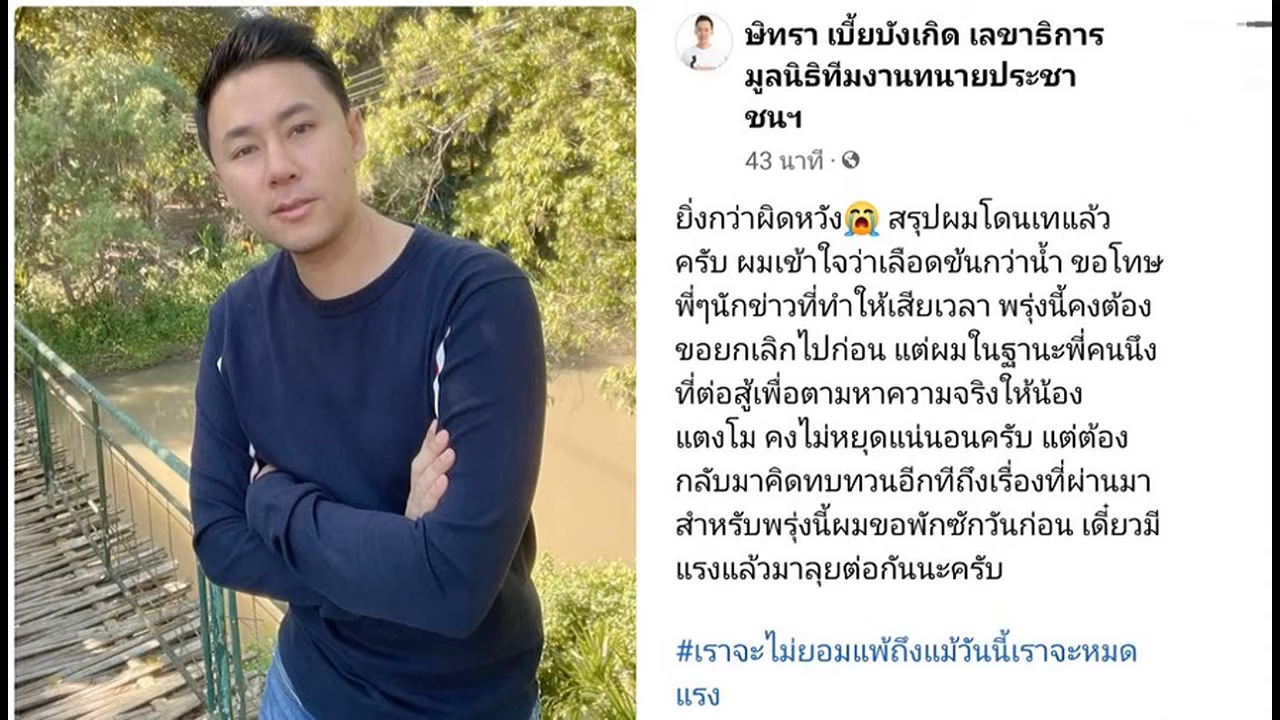 ษิทรา เบี้ยบังเกิด เลขาธิการ
มูลนิธิทีมงานทนายประชา
ชนฯ
43 นาที ·
ยิ่งกว่าผิดหวัง😭 สรุปผมโดนเทแล้ว
ครับ ผมเข้าใจว่าเลือดข้นกว่าน้ำ ขอโทษ
พี่ๆนักข่าวที่ทำให้เสียเวลา พรุ่งนี้คงต้อง
ขอยกเลิกไปก่อน แต่ผมในฐานะพี่คนนึง
ที่ต่อสู้เพื่อตามหาความจริงให้น้อง
แตงโม คงไม่หยุดแน่นอนครับ แต่ต้อง
กลับมาคิดทบทวนอีกทีถึงเรื่องที่ผ่านมา
สำหรับพรุ่งนี้ผมขอพักซักวันก่อน เดี๋ยวมี
แรงแล้วมาลุยต่อกันนะครับ
#เราจะไม่ยอมแพ้ถึงแม้วันนี้เราจะหมด
แรง